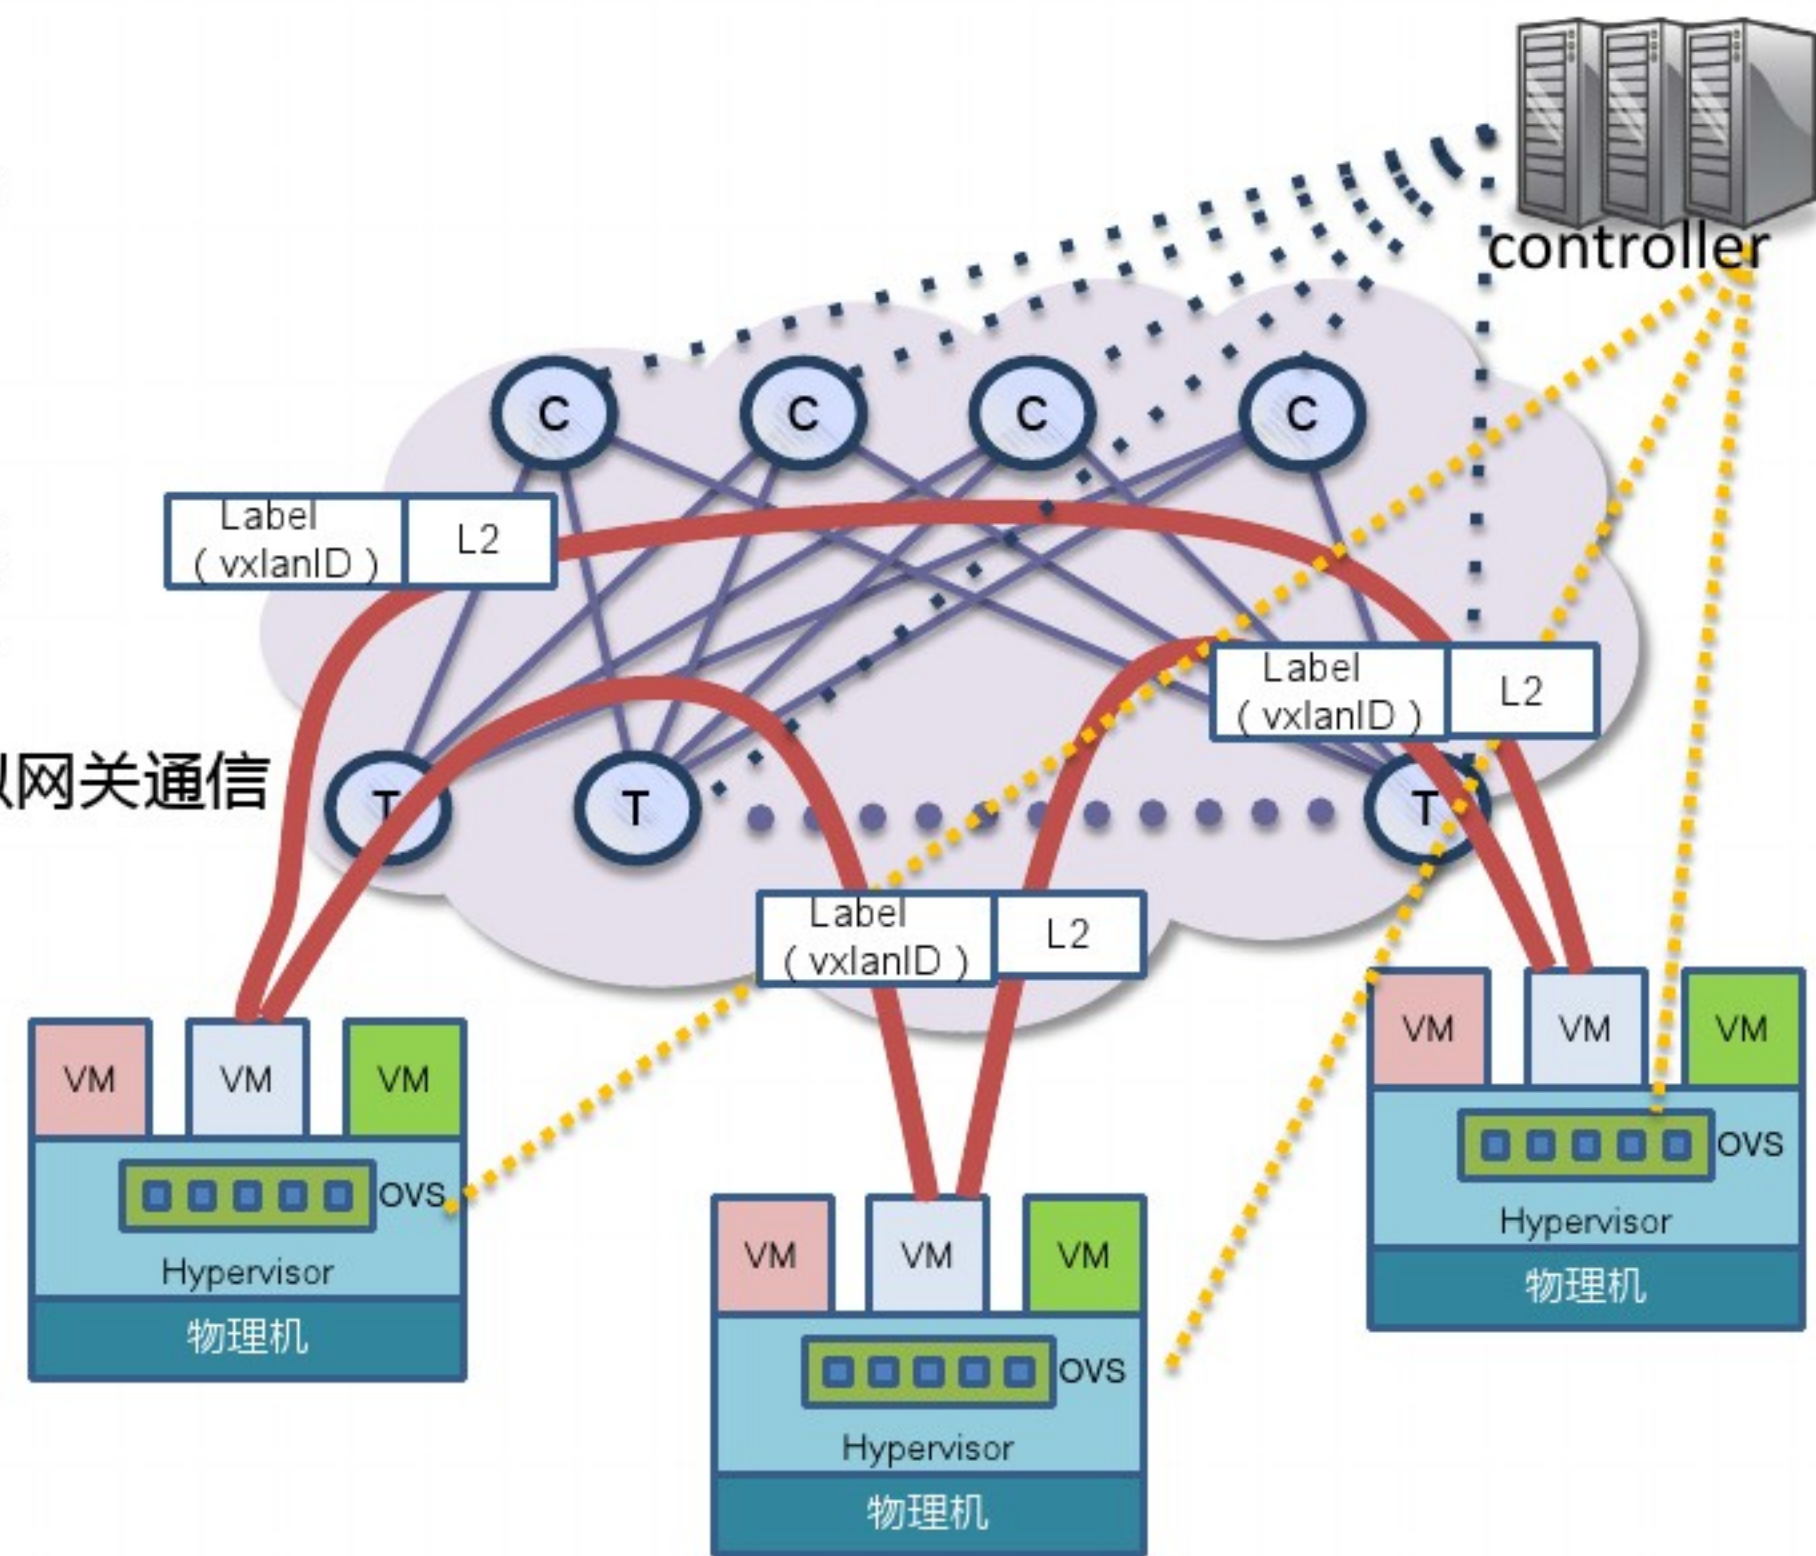 controller
C
C
C
C
Label
( vxlanID )
L2
Label
( vxlanID )
L2
网关通信
T
T
T
Label
( vxlanID )
L2
VM
VM
VM
OVS
Hypervisor
物理机
VM
VM
VM
OVS
Hypervisor
物理机
VM
VM
VM
OVS
Hypervisor
物理机